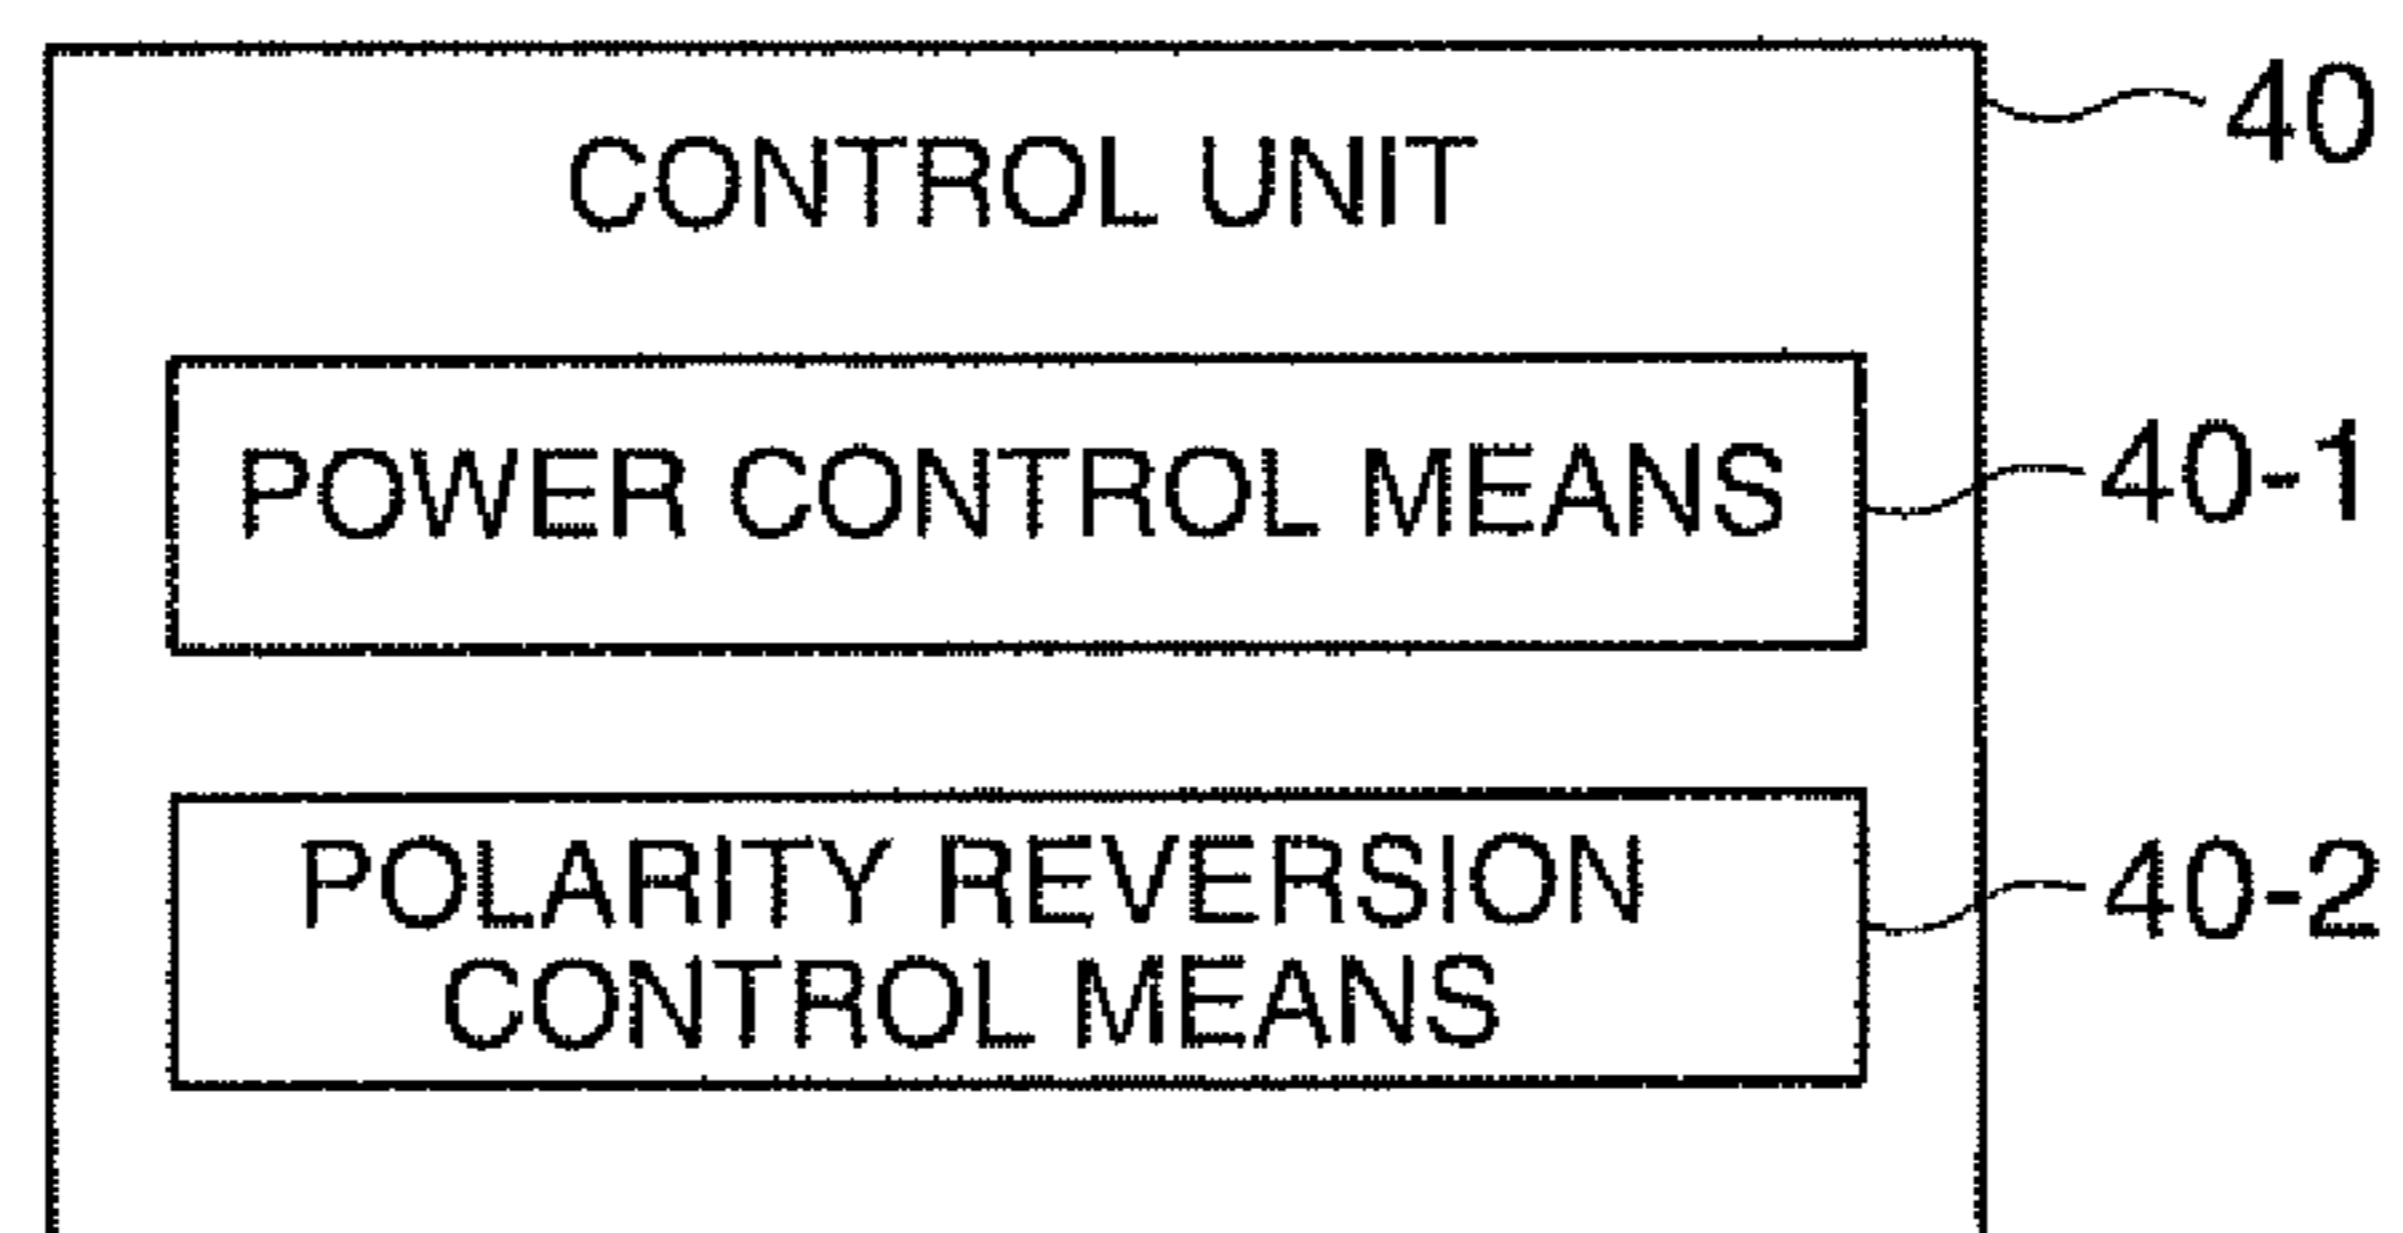 CONTROL UNIT
40
POWER CONTROL MEANS
40-1
POLARITY REVERSION
CONTROL MEANS
40-2